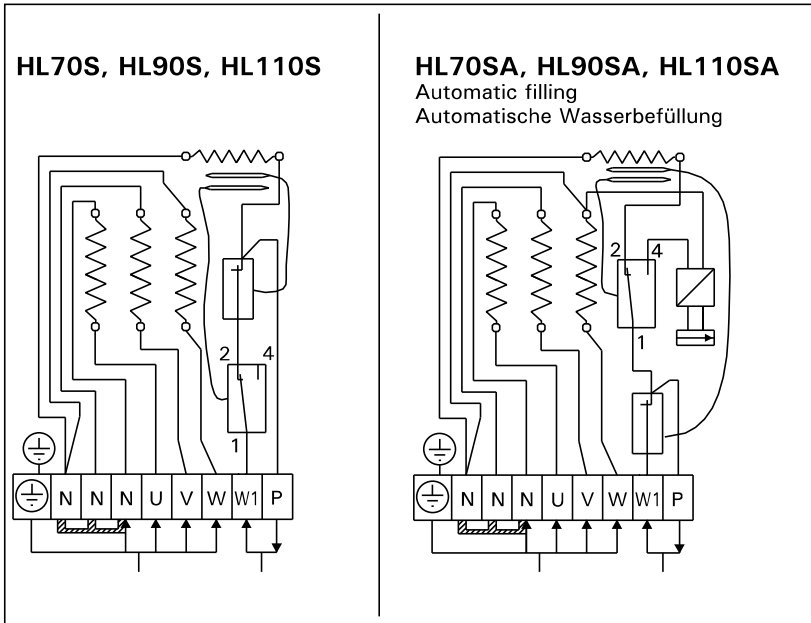 HL70S, HL90S, HL110S
2 4
1
N N N U V W W1 P
HL70SA, HL90SA, HL110SA
Automatic filling
Automatische Wasserbefüllung
2 4
1
N N N U V W W1 P